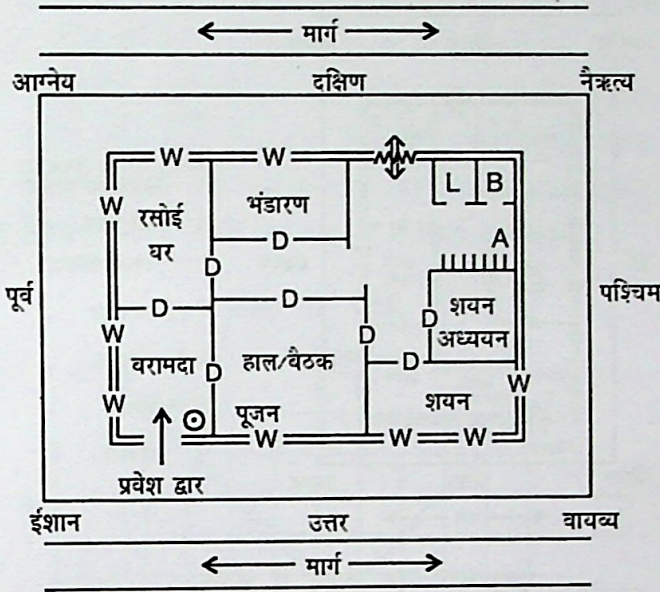 मार्ग
आग्नेय दक्षिण नैऋत्य
W W
L B
W
रसोई भंडारण
घर
D A
D
पूर्व पश्चिम
D D शयन
D
अध्ययन
W D
वरामदा हाल/बैठक D
D W
W शयन
पूजन
W W W
प्रवेश द्वार
ईशान उत्तर वायव्य
मार्ग